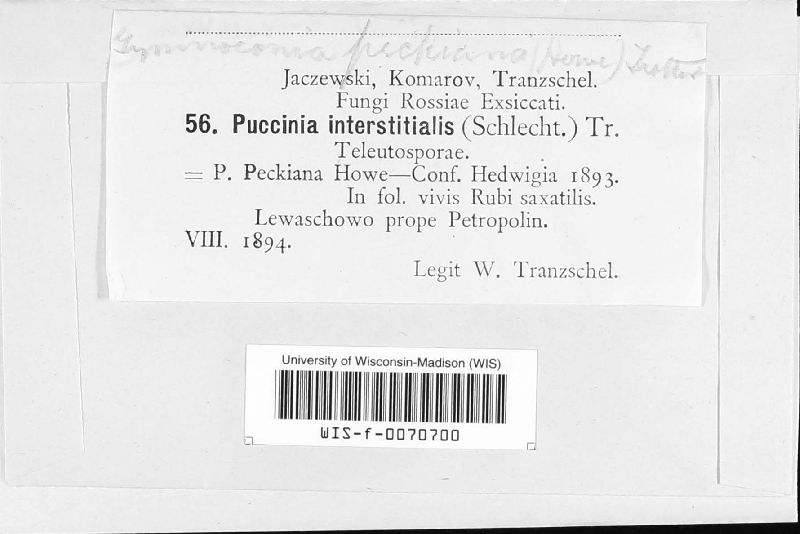 Gymnoconia peckiana (Howe) Trotter
Jaczewski, Komarov, Tranzschel.
Fungi Rossiae Exsiccati.
56. Puccinia interstitialis (Schlecht.) Tr.
Teleutosporae.
= P. Peckiana Howe—Conf. Hedwigia 1893.
In fol. vivis Rubi saxatilis.
Lewaschowo prope Petropolin.
VIII. 1894.
Legit W. Tranzschel.
University of Wisconsin-Madison (WIS)
WIS-f-0070700